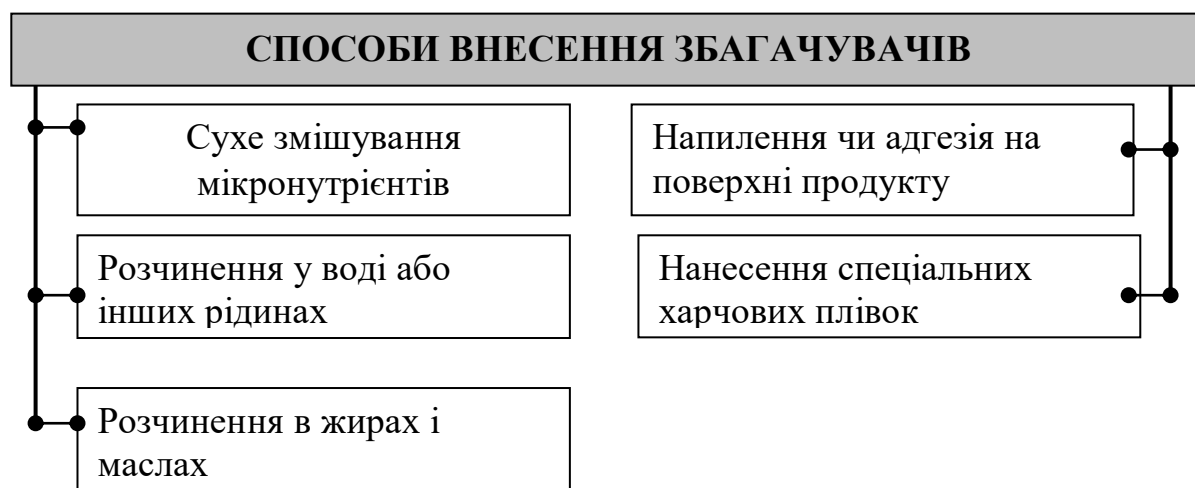 СПОСОБИ ВНЕСЕННЯ ЗБАГАЧУВАЧІВ
Сухе змішування
мікронутрієнтів
Розчинення у воді або
інших рідинах
Розчинення в жирах і
маслах
Напилення чи адгезія на
поверхні продукту
Нанесення спеціальних
харчових плівок